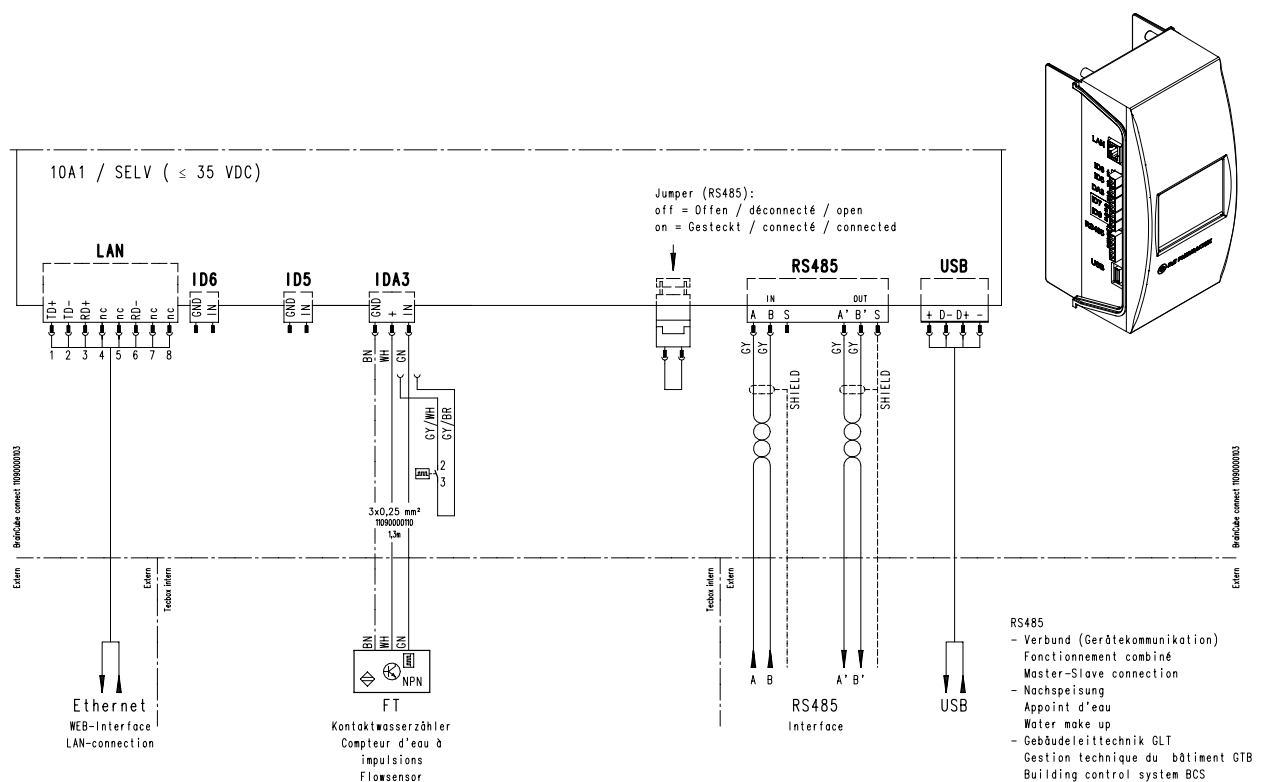 10A1 / SELV ( ≤ 35 VDC)
Jumper (RS485):
off = Offen / déconnecté / open
on = Gesteckt / connecté / connected
LAN
ID6
ID5
IDA3
RS485
USB
IN OUT
TD+ TD- RD+ nc nc RD- nc nc
GND IN
GND IN
GND + IN
A B S A' B' S
+ D- D+ -
1 2 3 4 5 6 7 8
BN WH GN
GY GY GY GY
SHIELD
SHIELD
GY/WH
GY/BR
2
3
3x0,25 mm²
11090000110
1,3m
BrainCube connect 11090000103
BrainCube connect 11090000103
Extern
Extern
Tecbox intern
Tecbox intern
Extern
Extern
BN WH GN
NPN
A B A' B'
Ethernet
WEB-Interface
LAN-connection
FT
Kontaktwasserzähler
Compteur d'eau à
impulsions
Flowsensor
RS485
Interface
USB
RS485
- Verbund (Gerätekommunikation)
Fonctionnement combiné
Master-Slave connection
- Nachspeisung
Appoint d'eau
Water make up
- Gebäudeleittechnik GLT
Gestion technique du bâtiment GTB
Building control system BCS
LAN
RS485
USB